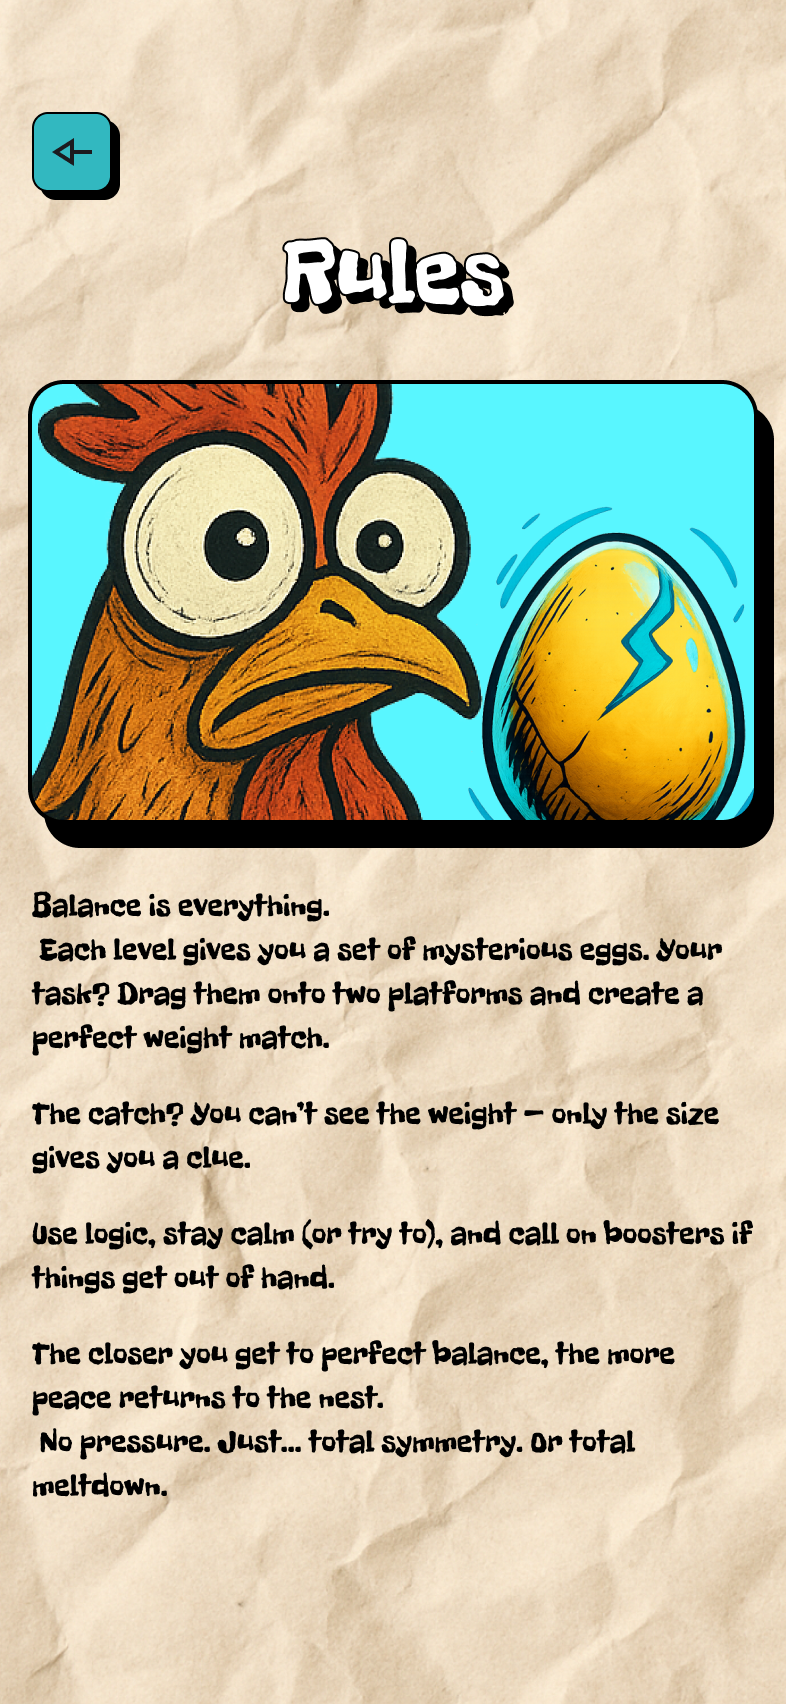 Rules
Balance is everything.
Each level gives you a set of mysterious eggs. Your
task? Drag them onto two platforms and create a
perfect weight match.
The catch? You can't see the weight — only the size
gives you a clue.
Use logic, stay calm (or try to), and call on boosters if
things get out of hand.
The closer you get to perfect balance, the more
peace returns to the nest.
No pressure. Just... total symmetry. Or total
meltdown.